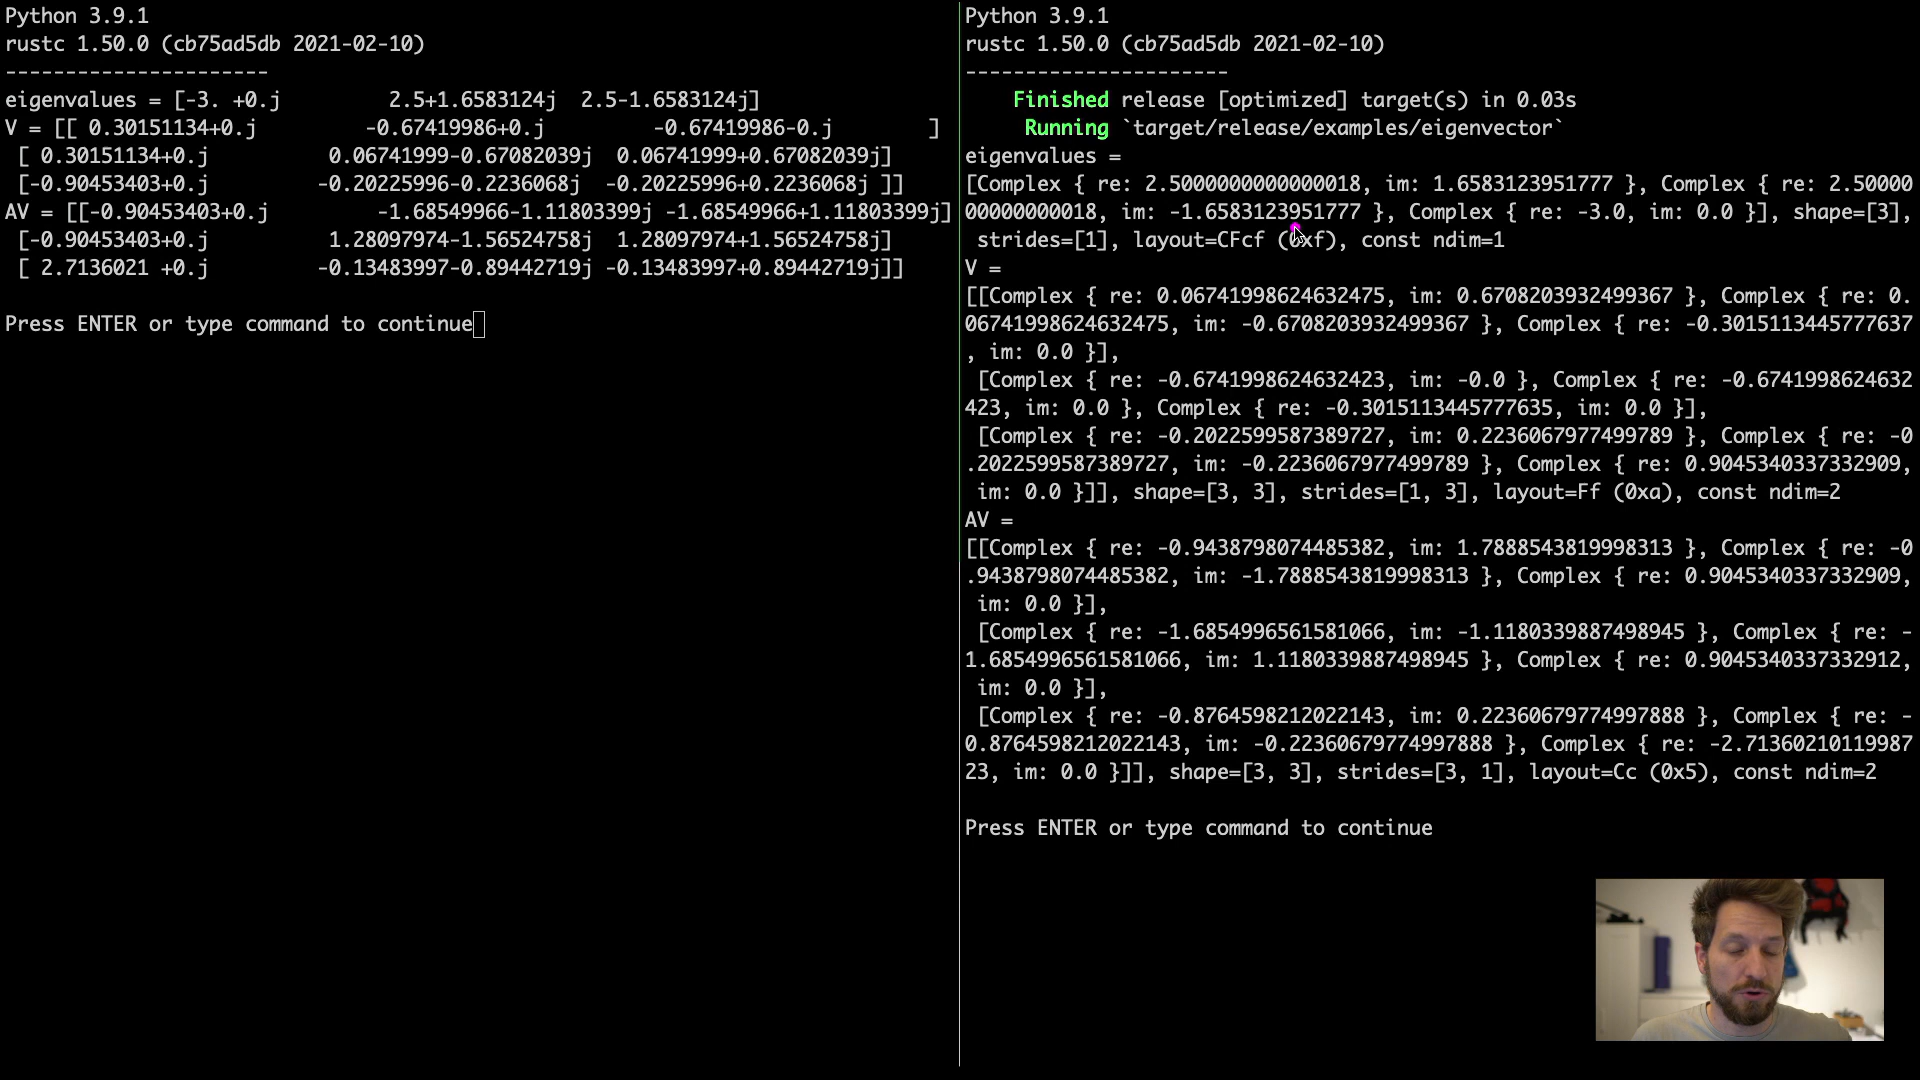 Python 3.9.1
rustc 1.50.0 (cb75ad5db 2021-02-10)
----------------------
eigenvalues = [-3. +0.j         2.5+1.6583124j  2.5-1.6583124j]
V = [[ 0.30151134+0.j         -0.67419986+0.j         -0.67419986-0.j        ]
 [ 0.30151134+0.j          0.06741999-0.67082039j  0.06741999+0.67082039j]
 [-0.90453403+0.j         -0.20225996-0.2236068j  -0.20225996+0.2236068j ]]
AV = [[-0.90453403+0.j         -1.68549966-1.11803399j -1.68549966+1.11803399j]
 [-0.90453403+0.j          1.28097974-1.56524758j  1.28097974+1.56524758j]
 [ 2.7136021 +0.j         -0.13483997-0.89442719j -0.13483997+0.89442719j]]
Press ENTER or type command to continue
Python 3.9.1
rustc 1.50.0 (cb75ad5db 2021-02-10)
----------------------
    Finished release [optimized] target(s) in 0.03s
     Running `target/release/examples/eigenvector`
eigenvalues =
[Complex { re: 2.5000000000000018, im: 1.6583123951777 }, Complex { re: 2.50000
00000000018, im: -1.6583123951777 }, Complex { re: -3.0, im: 0.0 }], shape=[3],
 strides=[1], layout=CFcf (0xf), const ndim=1
V =
[[Complex { re: 0.06741998624632475, im: 0.6708203932499367 }, Complex { re: 0.
06741998624632475, im: -0.6708203932499367 }, Complex { re: -0.3015113445777637
, im: 0.0 }],
 [Complex { re: -0.6741998624632423, im: -0.0 }, Complex { re: -0.6741998624632
423, im: 0.0 }, Complex { re: -0.3015113445777635, im: 0.0 }],
 [Complex { re: -0.2022599587389727, im: 0.2236067977499789 }, Complex { re: -0
.2022599587389727, im: -0.2236067977499789 }, Complex { re: 0.9045340337332909,
 im: 0.0 }]], shape=[3, 3], strides=[1, 3], layout=Ff (0xa), const ndim=2
AV =
[[Complex { re: -0.9438798074485382, im: 1.7888543819998313 }, Complex { re: -0
.9438798074485382, im: -1.7888543819998313 }, Complex { re: 0.9045340337332909,
 im: 0.0 }],
 [Complex { re: -1.6854996561581066, im: -1.1180339887498945 }, Complex { re: -
1.6854996561581066, im: 1.1180339887498945 }, Complex { re: 0.9045340337332912,
 im: 0.0 }],
 [Complex { re: -0.8764598212022143, im: 0.22360679774997888 }, Complex { re: -
0.8764598212022143, im: -0.22360679774997888 }, Complex { re: -2.71360210119987
23, im: 0.0 }]], shape=[3, 3], strides=[3, 1], layout=Cc (0x5), const ndim=2
Press ENTER or type command to continue